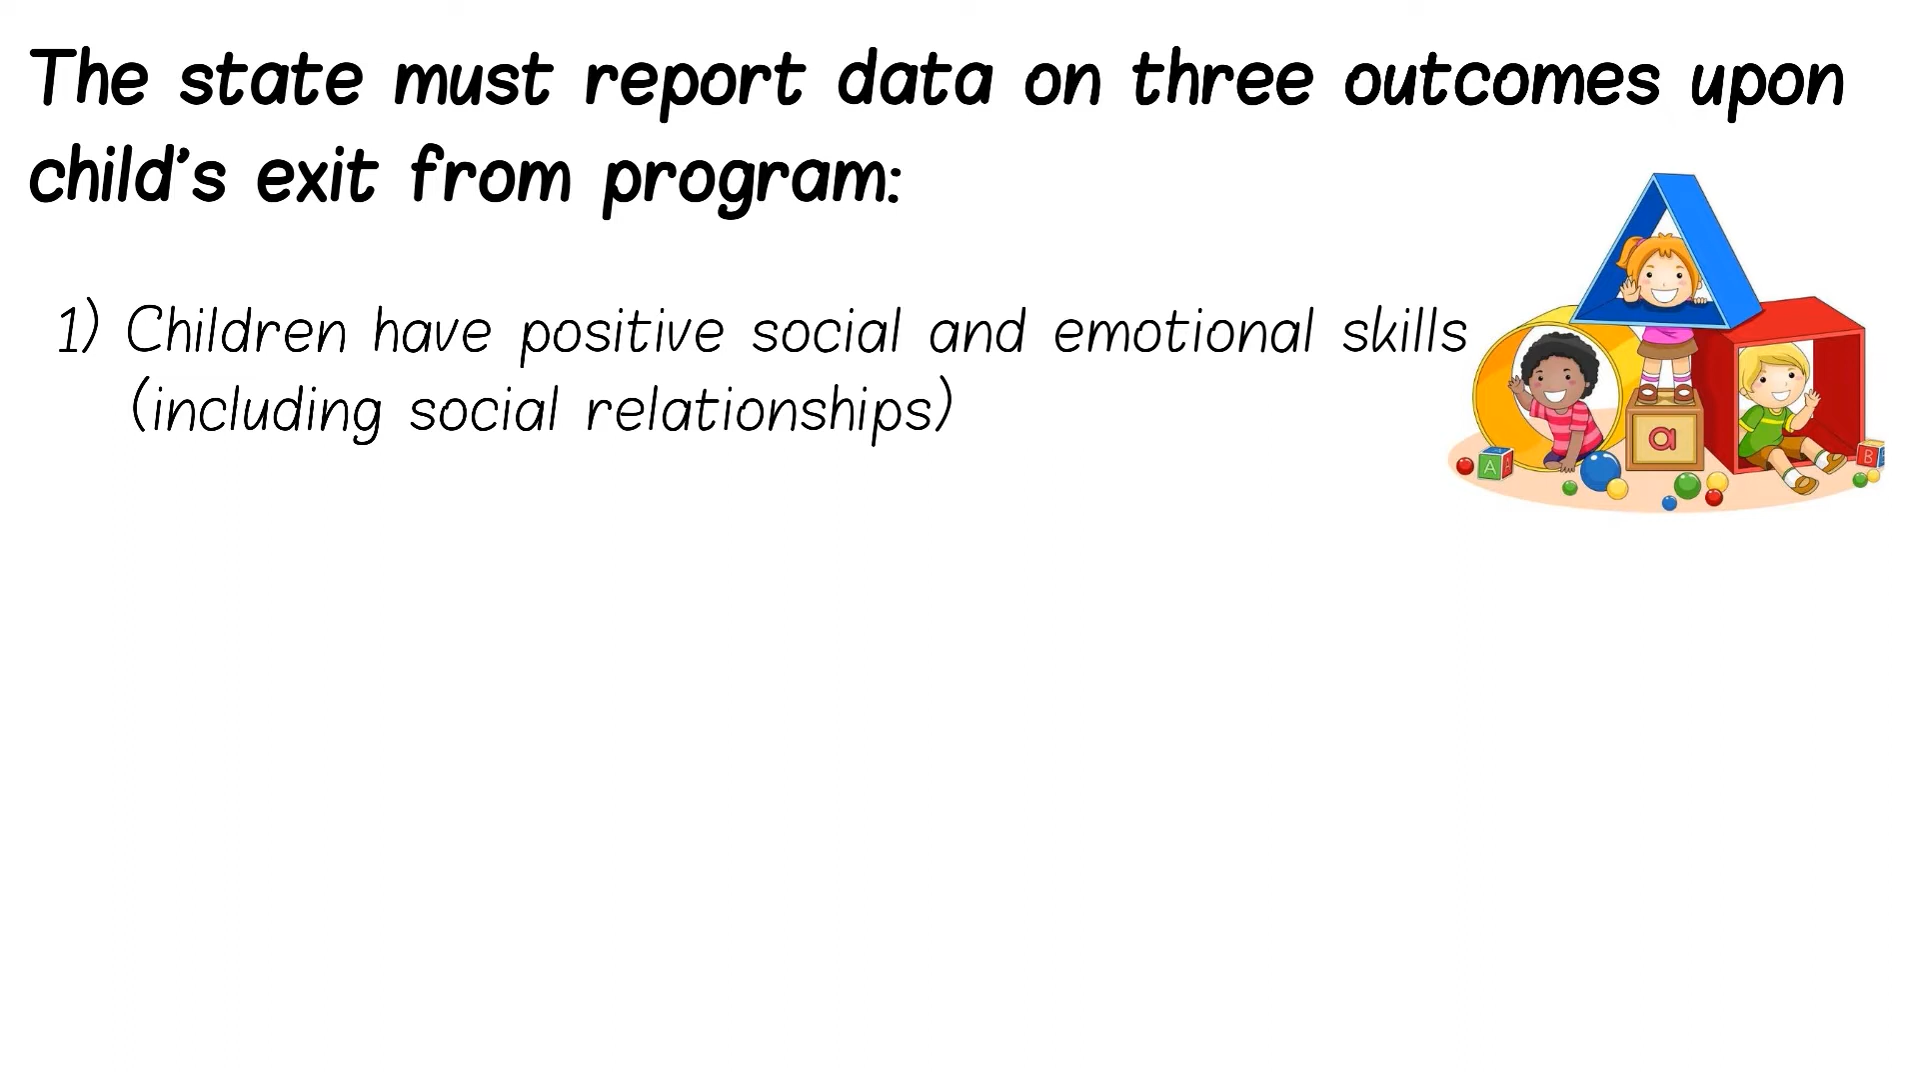 The state must report data on three outcomes upon
child's exit from program:
1) Children have positive social and emotional skills
(including social relationships)
a
A
B